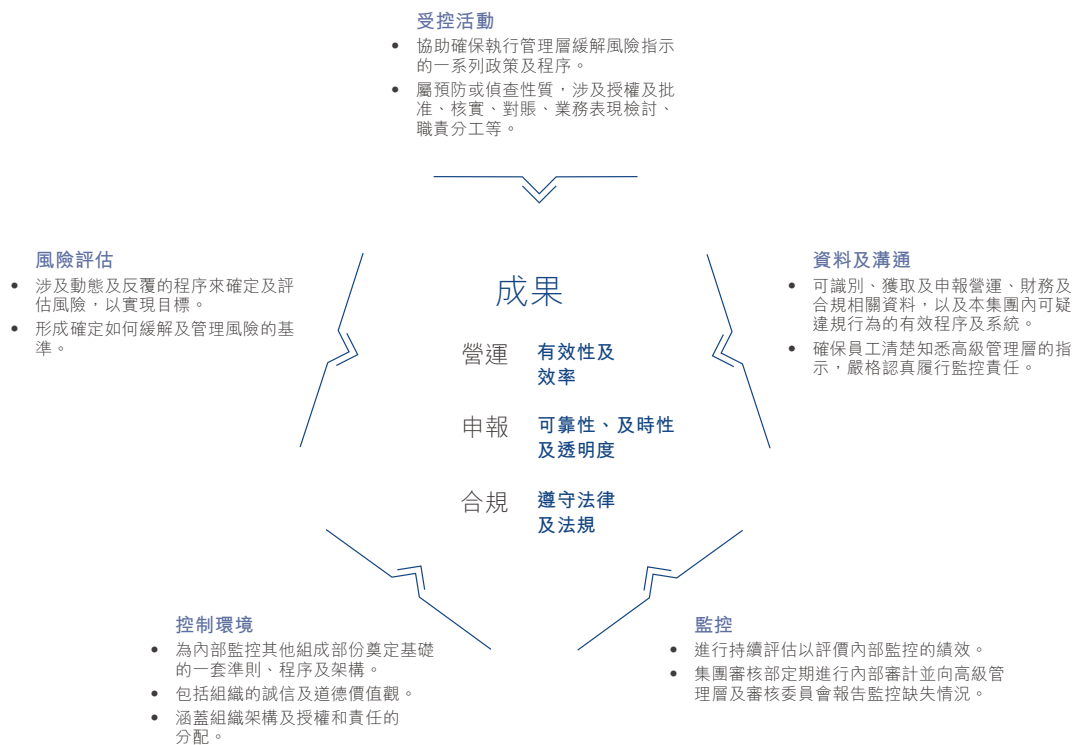 受控活動
• 協助確保執行管理層緩解風險指示
的一系列政策及程序。
• 屬預防或偵查性質，涉及授權及批
准、核實、對賬、業務表現檢討、
職責分工等。
風險評估
• 涉及動態及反覆的程序來確定及評
估風險，以實現目標。
• 形成確定如何緩解及管理風險的基
準。
成果
營運 有效性及
效率
申報 可靠性、及時性
及透明度
合規 遵守法律
及法規
資料及溝通
• 可識別、獲取及申報營運、財務及
合規相關資料，以及本集團內可疑
違規行為的有效程序及系統。
• 確保員工清楚知悉高級管理層的指
示，嚴格認真履行監控責任。
控制環境
• 為內部監控其他組成部份奠定基礎
的一套準則、程序及架構。
• 包括組織的誠信及道德價值觀。
• 涵蓋組織架構及授權和責任的
分配。
監控
• 進行持續評估以評價內部監控的績效。
• 集團審核部定期進行內部審計並向高級管
理層及審核委員會報告監控缺失情況。